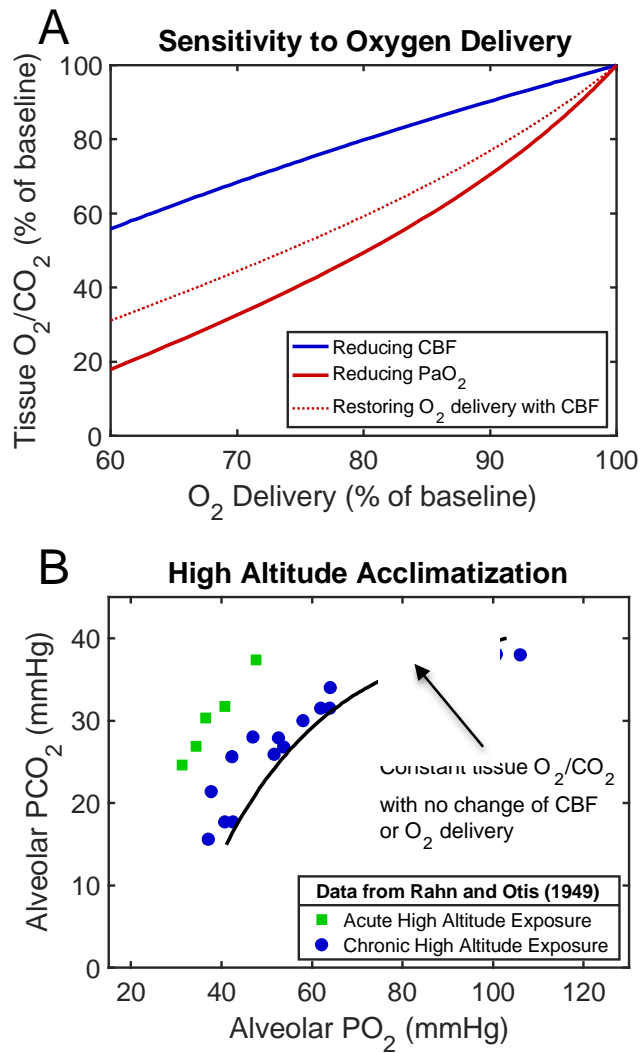 A
Sensitivity to Oxygen Delivery
Tissue O₂/CO₂ (% of baseline)
100
80
60
40
20
0
Reducing CBF
Reducing PaO₂
Restoring O₂ delivery with CBF
60
70
80
90
100
O₂ Delivery (% of baseline)
B
High Altitude Acclimatization
Alveolar PCO₂ (mmHg)
40
30
20
10
0
Constant tissue O₂/CO₂
with no change of CBF
or O₂ delivery
Data from Rahn and Otis (1949)
Acute High Altitude Exposure
Chronic High Altitude Exposure
20
40
60
80
100
120
Alveolar PO₂ (mmHg)